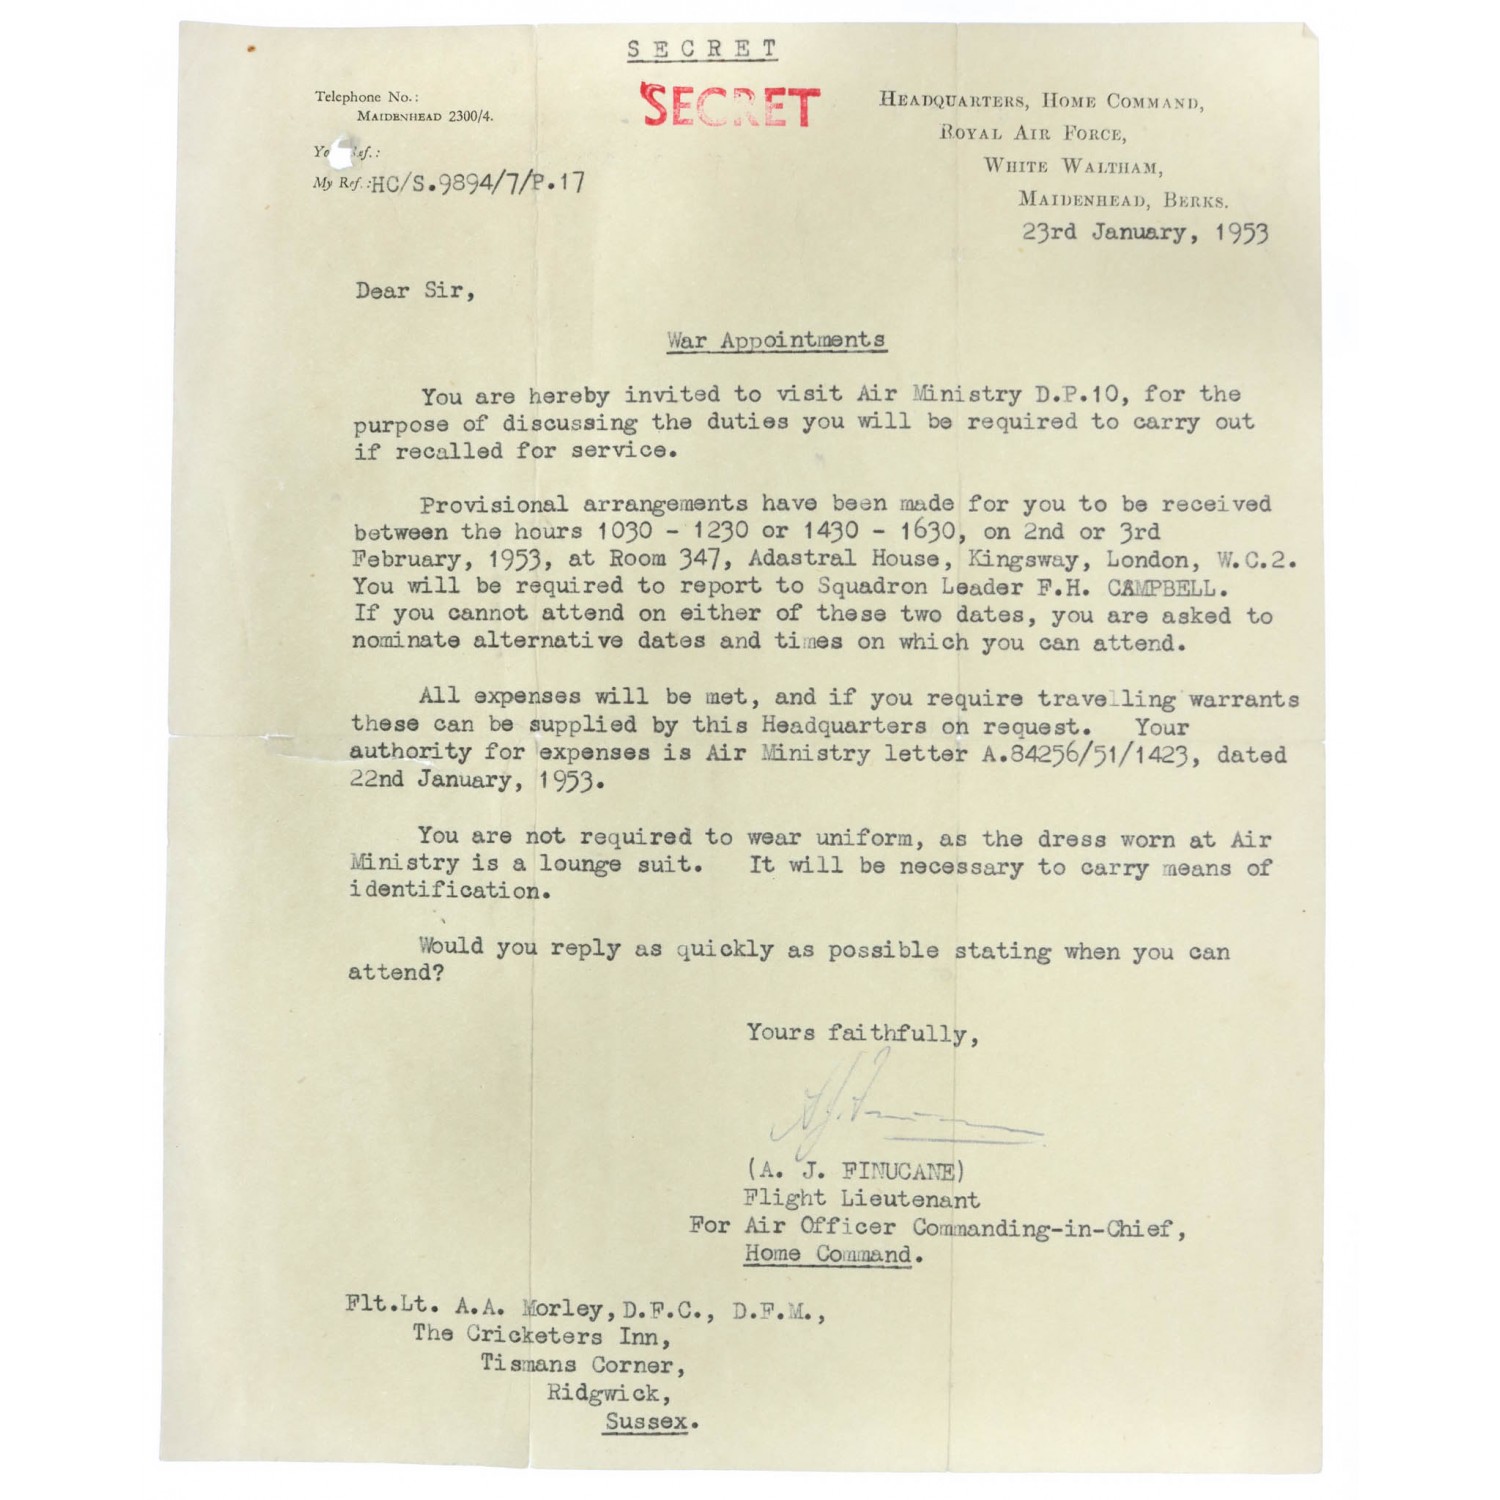 S E C R E T
SECRET
Telephone No.:
MAIDENHEAD 2300/4.
My Ref.:HC/S.9894/7/P.17
HEADQUARTERS, HOME COMMAND,
ROYAL AIR FORCE,
WHITE WALTHAM,
MAIDENHEAD, BERKS.
23rd January, 1953
Dear Sir,
War Appointments
You are hereby invited to visit Air Ministry D.P.10, for the
purpose of discussing the duties you will be required to carry out
if recalled for service.
Provisional arrangements have been made for you to be received
between the hours 1030 - 1230 or 1430 - 1630, on 2nd or 3rd
February, 1953, at Room 347, Adastral House, Kingsway, London, W.C.2.
You will be required to report to Squadron Leader F.H. CAMPBELL.
If you cannot attend on either of these two dates, you are asked to
nominate alternative dates and times on which you can attend.
All expenses will be met, and if you require travelling warrants
these can be supplied by this Headquarters on request. Your
authority for expenses is Air Ministry letter A.84256/51/1423, dated
22nd January, 1953.
You are not required to wear uniform, as the dress worn at Air
Ministry is a lounge suit. It will be necessary to carry means of
identification.
Would you reply as quickly as possible stating when you can
attend?
Yours faithfully,
(A. J. FINUCANE)
Flight Lieutenant
For Air Officer Commanding-in-Chief,
Home Command.
Flt.Lt. A.A. Morley, D.F.C., D.F.M.,
The Cricketers Inn,
Tismans Corner,
Ridgwick,
Sussex.